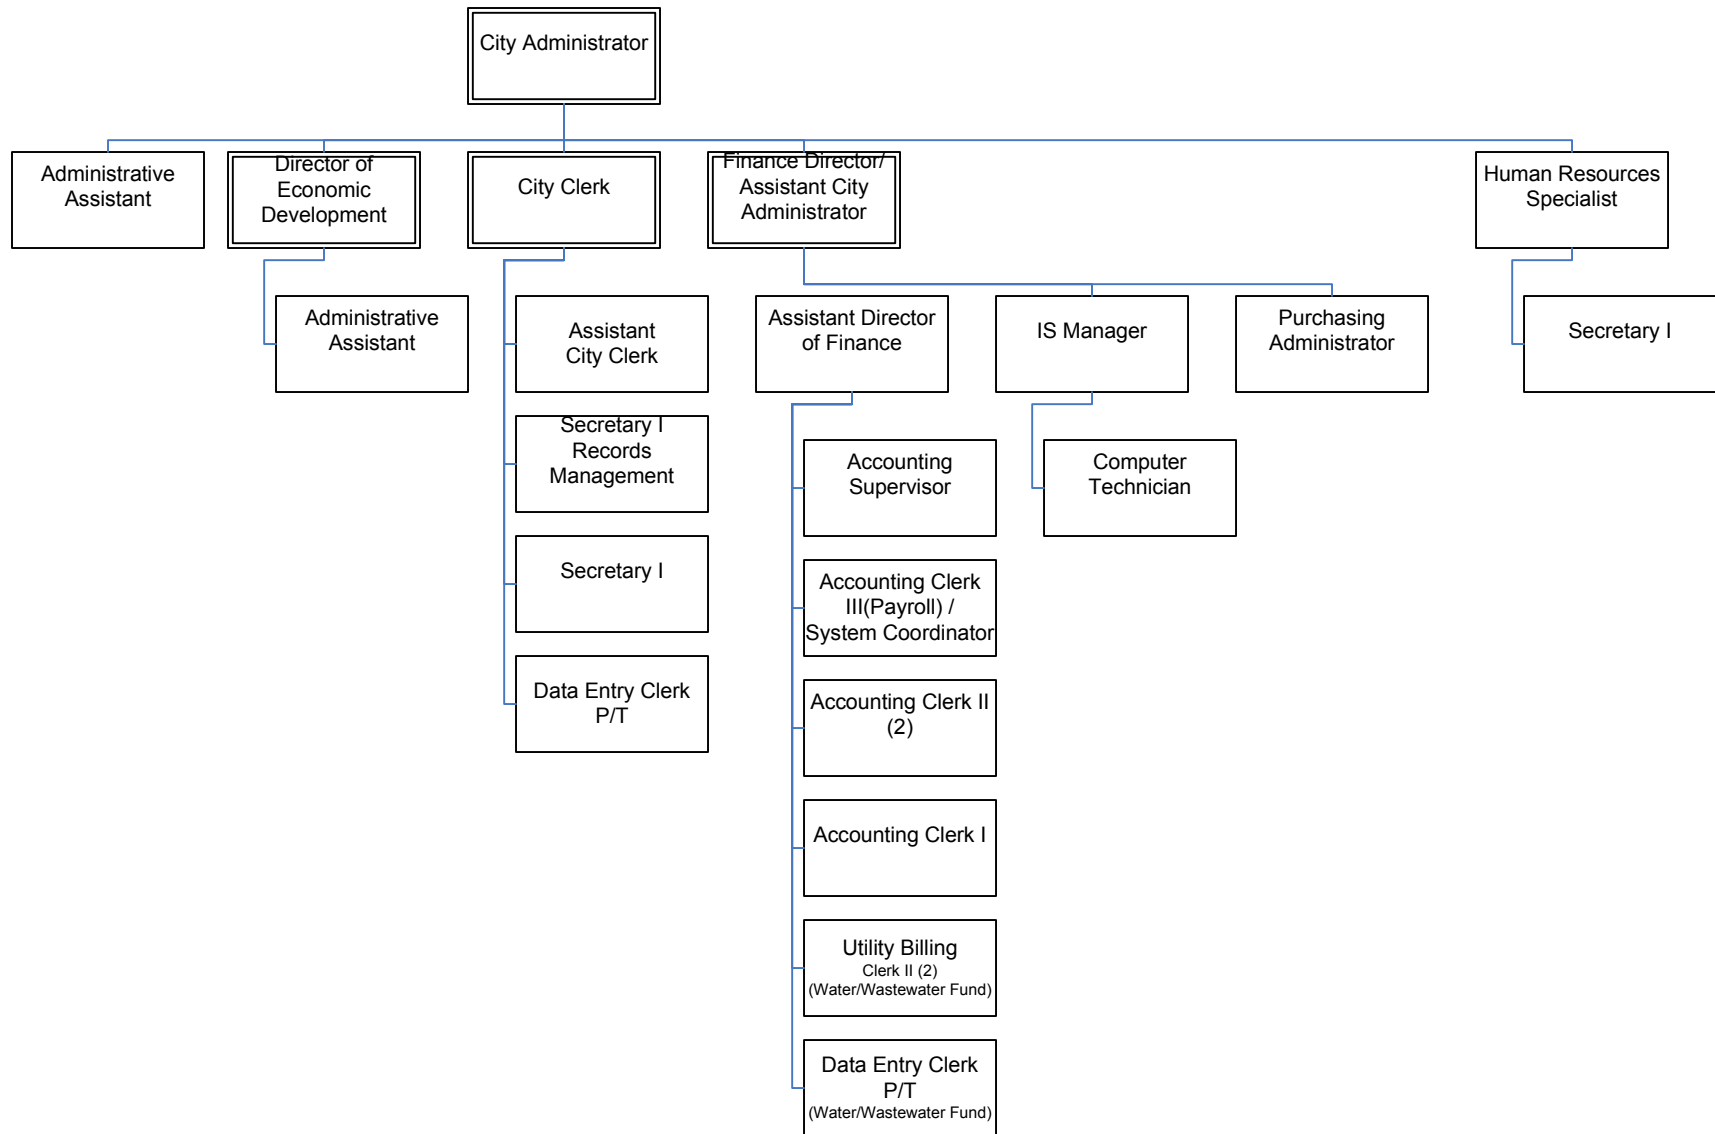 City Administrator
Administrative
Assistant
Director of
Economic
Development
City Clerk
Finance Director/
Assistant City
Administrator
Human Resources
Specialist
Administrative
Assistant
Assistant
City Clerk
Secretary I
Records
Management
Secretary I
Data Entry Clerk
P/T
Assistant Director
of Finance
Accounting
Supervisor
Accounting Clerk
III(Payroll) /
System Coordinator
Accounting Clerk II
(2)
Accounting Clerk I
Utility Billing
Clerk II (2)
(Water/Wastewater Fund)
Data Entry Clerk
P/T
(Water/Wastewater Fund)
IS Manager
Computer
Technician
Purchasing
Administrator
Secretary I